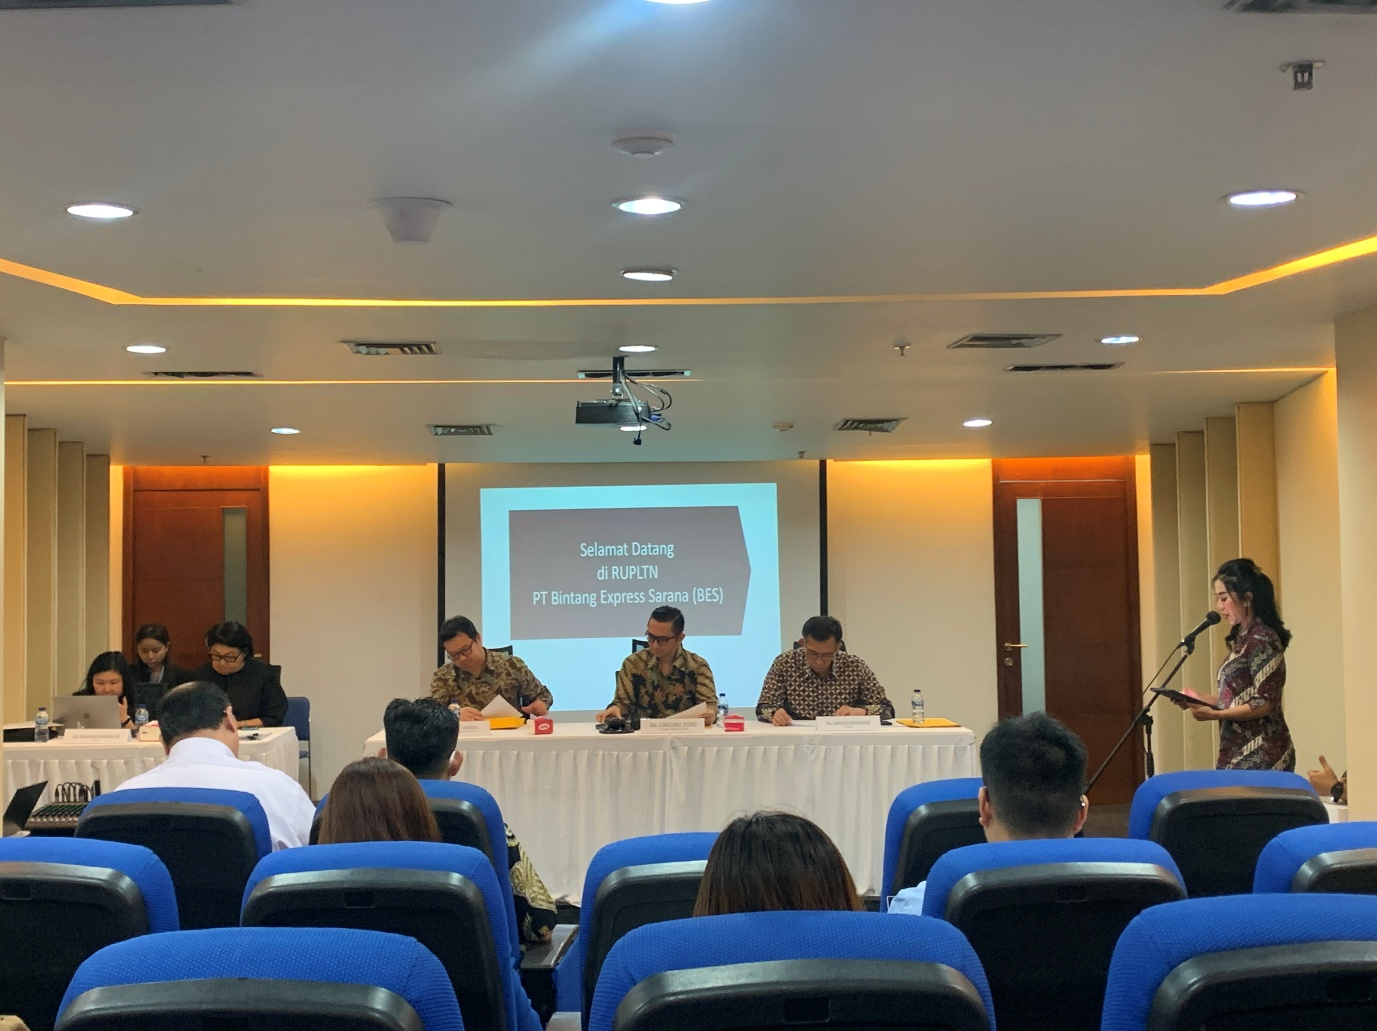 Selamat Datang
di RUPLTN
PT Bintang Express Sarana (BES)